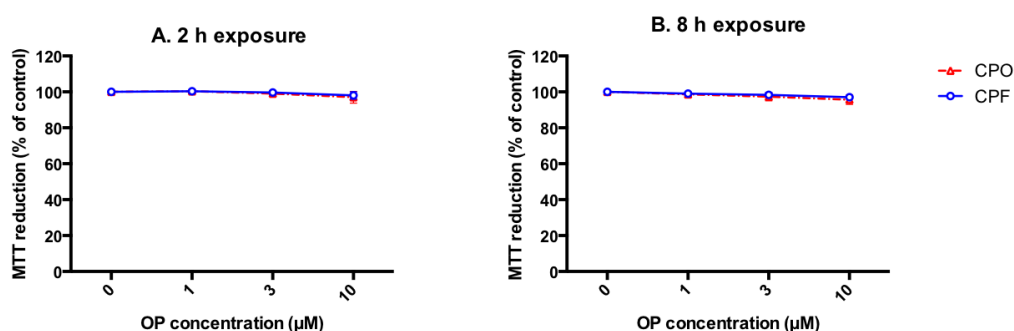 A. 2 h exposure
MTT reduction (% of control)
120
100
80
60
40
20
0
0
1
3
10
OP concentration (µM)
B. 8 h exposure
MTT reduction (% of control)
120
100
80
60
40
20
0
0
1
3
10
OP concentration (µM)
CPO
CPF